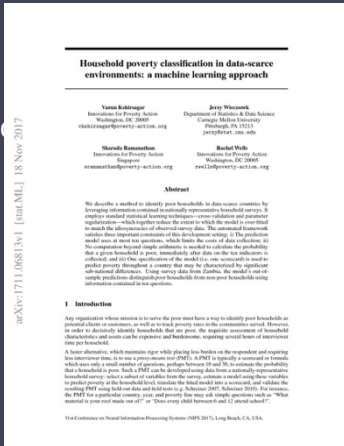 Household poverty classification in data-scarce
environments: a machine learning approach
Varun Kshirsagar
Innovations for Poverty Action
Washington, DC 20005
vkshirsagar@poverty-action.org
Jerzy Wieczorek
Department of Statistics & Data Science
Carnegie Mellon University
Pittsburgh, PA 15213
jerzy@stat.cmu.edu
Sharada Ramanathan
Innovations for Poverty Action
Singapore
sramanathan@poverty-action.org
Rachel Wells
Innovations for Poverty Action
Washington, DC 20005
rwells@poverty-action.org
Abstract
We describe a method to identify poor households in data-scarce countries by
leveraging information contained in nationally representative household surveys. It
employs standard statistical learning techniques—cross-validation and parameter
regularization—which together reduce the extent to which the model is over-fitted
to match the idiosyncracies of observed survey data. The automated framework
satisfies three important constraints of this development setting: i) The prediction
model uses at most ten questions, which limits the costs of data collection; ii)
No computation beyond simple arithmetic is needed to calculate the probability
that a given household is poor, immediately after data on the ten indicators is
collected; and iii) One specification of the model (i.e. one scorecard) is used to
predict poverty throughout a country that may be characterized by significant
sub-national differences. Using survey data from Zambia, the model's out-of-
sample predictions distinguish poor households from non-poor households using
information contained in ten questions.
1 Introduction
Any organization whose mission is to serve the poor must have a way to identify poor households as
potential clients or customers, as well as to track poverty rates in the communities served. However,
in order to decisively identify households that are poor, the requisite assessment of household
characteristics and assets can be expensive and burdensome, requiring several hours of interviewer
time per household.
A faster alternative, which maintains rigor while placing less burden on the respondent and requiring
less interviewer time, is to use a proxy-means test (PMT). A PMT is typically a scorecard or formula
which uses only a small number of questions, perhaps between 10 and 30, to estimate the probability
that a household is poor. Such a PMT can be developed using data from a nationally-representative
household survey: select a subset of variables from the survey, estimate a model using these variables
to predict poverty at the household level, translate the fitted model into a scorecard, and validate the
resulting PMT using held-out data and field tests (e.g. Schreiner 2007, Schreiner 2010). For instance,
the PMT for a particular country, year, and poverty line may ask simple questions such as "What
material is your roof made out of?" or "Does every child between 6 and 12 attend school?".
31st Conference on Neural Information Processing Systems (NIPS 2017), Long Beach, CA, USA.
arXiv:1711.06813v1 [stat.ML] 18 Nov 2017